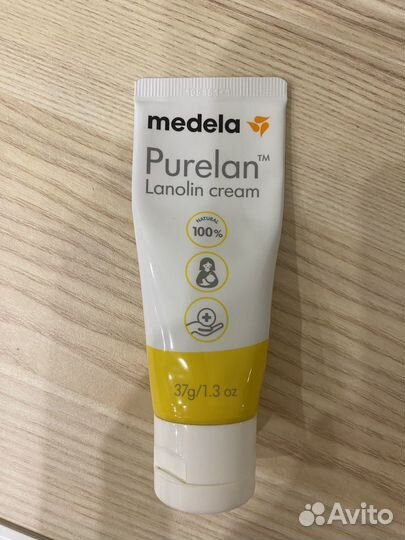 medela
Purelan™
Lanolin cream
NATURAL
100%
37g/1.3 oz
Avito